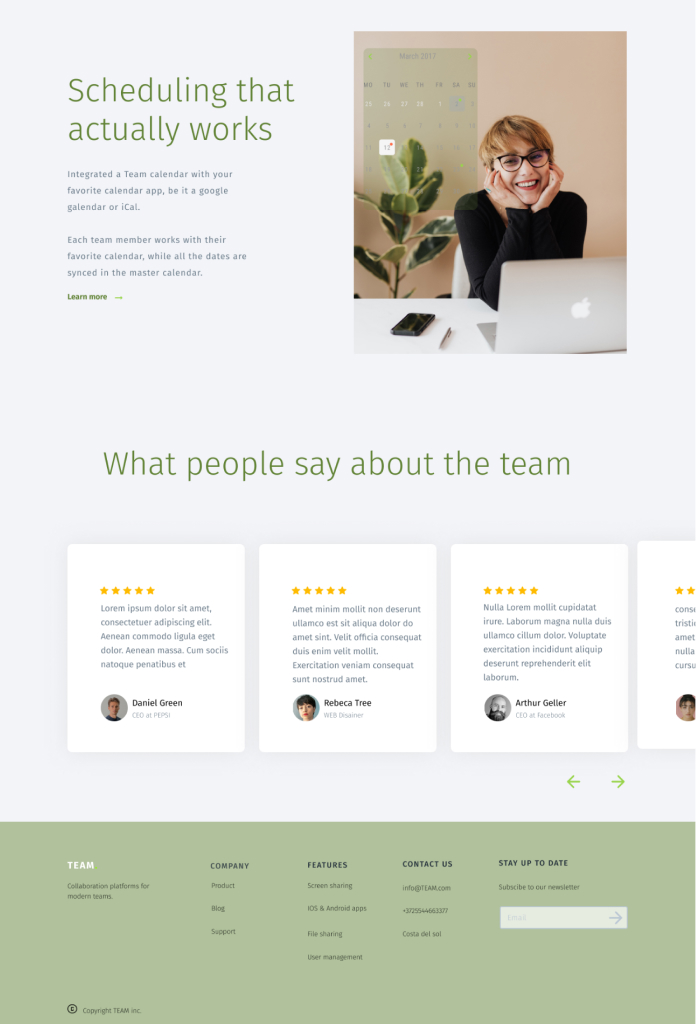 March 2017
MO TU WE TH FR SA SU
25 26 27 28 1 2 3
Scheduling that
actually works
Integrated a Team calendar with your
favorite calendar app, be it a google
galendar or iCal.
Each team member works with their
favorite calendar, while all the dates are
synced in the master calendar.
Learn more →
What people say about the team
Lorem ipsum dolor sit amet,
consectetuer adipiscing elit.
Aenean commodo ligula eget
dolor. Aenean massa. Cum sociis
natoque penatibus et
Daniel Green
CEO at PEPSI
Amet minim mollit non deserunt
ullamco est sit aliqua dolor do
amet sint. Velit officia consequat
duis enim velit mollit.
Exercitation veniam consequat
sunt nostrud amet.
Rebeca Tree
WEB Disainer
Nulla Lorem mollit cupidatat
irure. Laborum magna nulla duis
ullamco cillum dolor. Voluptate
exercitation incididunt aliquip
deserunt reprehenderit elit
laborum.
Arthur Geller
CEO at Facebook
TEAM
Collaboration platforms for
modern teams.
COMPANY
Product
Blog
Support
FEATURES
Screen sharing
IOS & Android apps
File sharing
User management
CONTACT US
info@TEAM.com
+3725544663377
Costa del sol
STAY UP TO DATE
Subscibe to our newsletter
Email
© Copyright TEAM Inc.